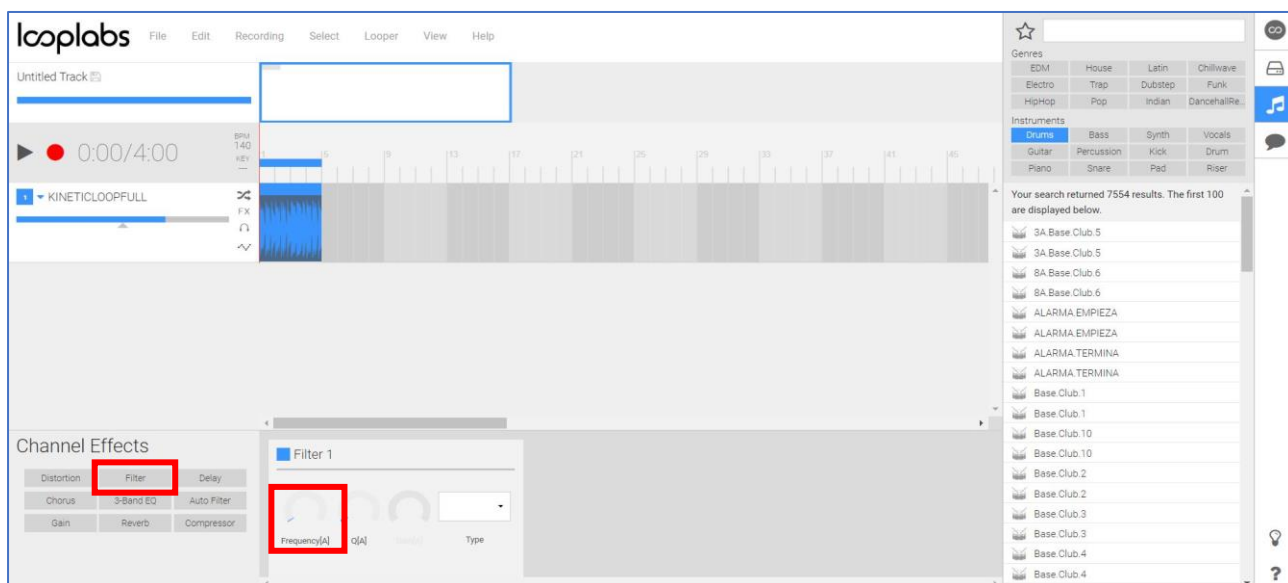 looplabs
File Edit Recording Select Looper View Help
Untitled Track
0:00/4:00
BPM
140
KEY
1 5 9 13 17 21 25 29 33 37 41 45
1 KINETICLOOPFULL
FX
Channel Effects
Distortion Filter Delay
Chorus 3-Band EQ Auto Filter
Gain Reverb Compressor
Filter 1
Frequency[A] Q[A] Type
Genres
EDM House Latin Chillwave
Electro Trap Dubstep Funk
HipHop Pop Indian DancehallRe...
Instruments
Drums Bass Synth Vocals
Guitar Percussion Kick Drum
Piano Snare Pad Riser
Your search returned 7554 results. The first 100
are displayed below.
3A.Base.Club.5
3A.Base.Club.5
8A.Base.Club.6
8A.Base.Club.6
ALARMA.EMPIEZA
ALARMA.EMPIEZA
ALARMA.TERMINA
ALARMA.TERMINA
Base.Club.1
Base.Club.1
Base.Club.10
Base.Club.10
Base.Club.2
Base.Club.2
Base.Club.3
Base.Club.3
Base.Club.4
Base.Club.4
?